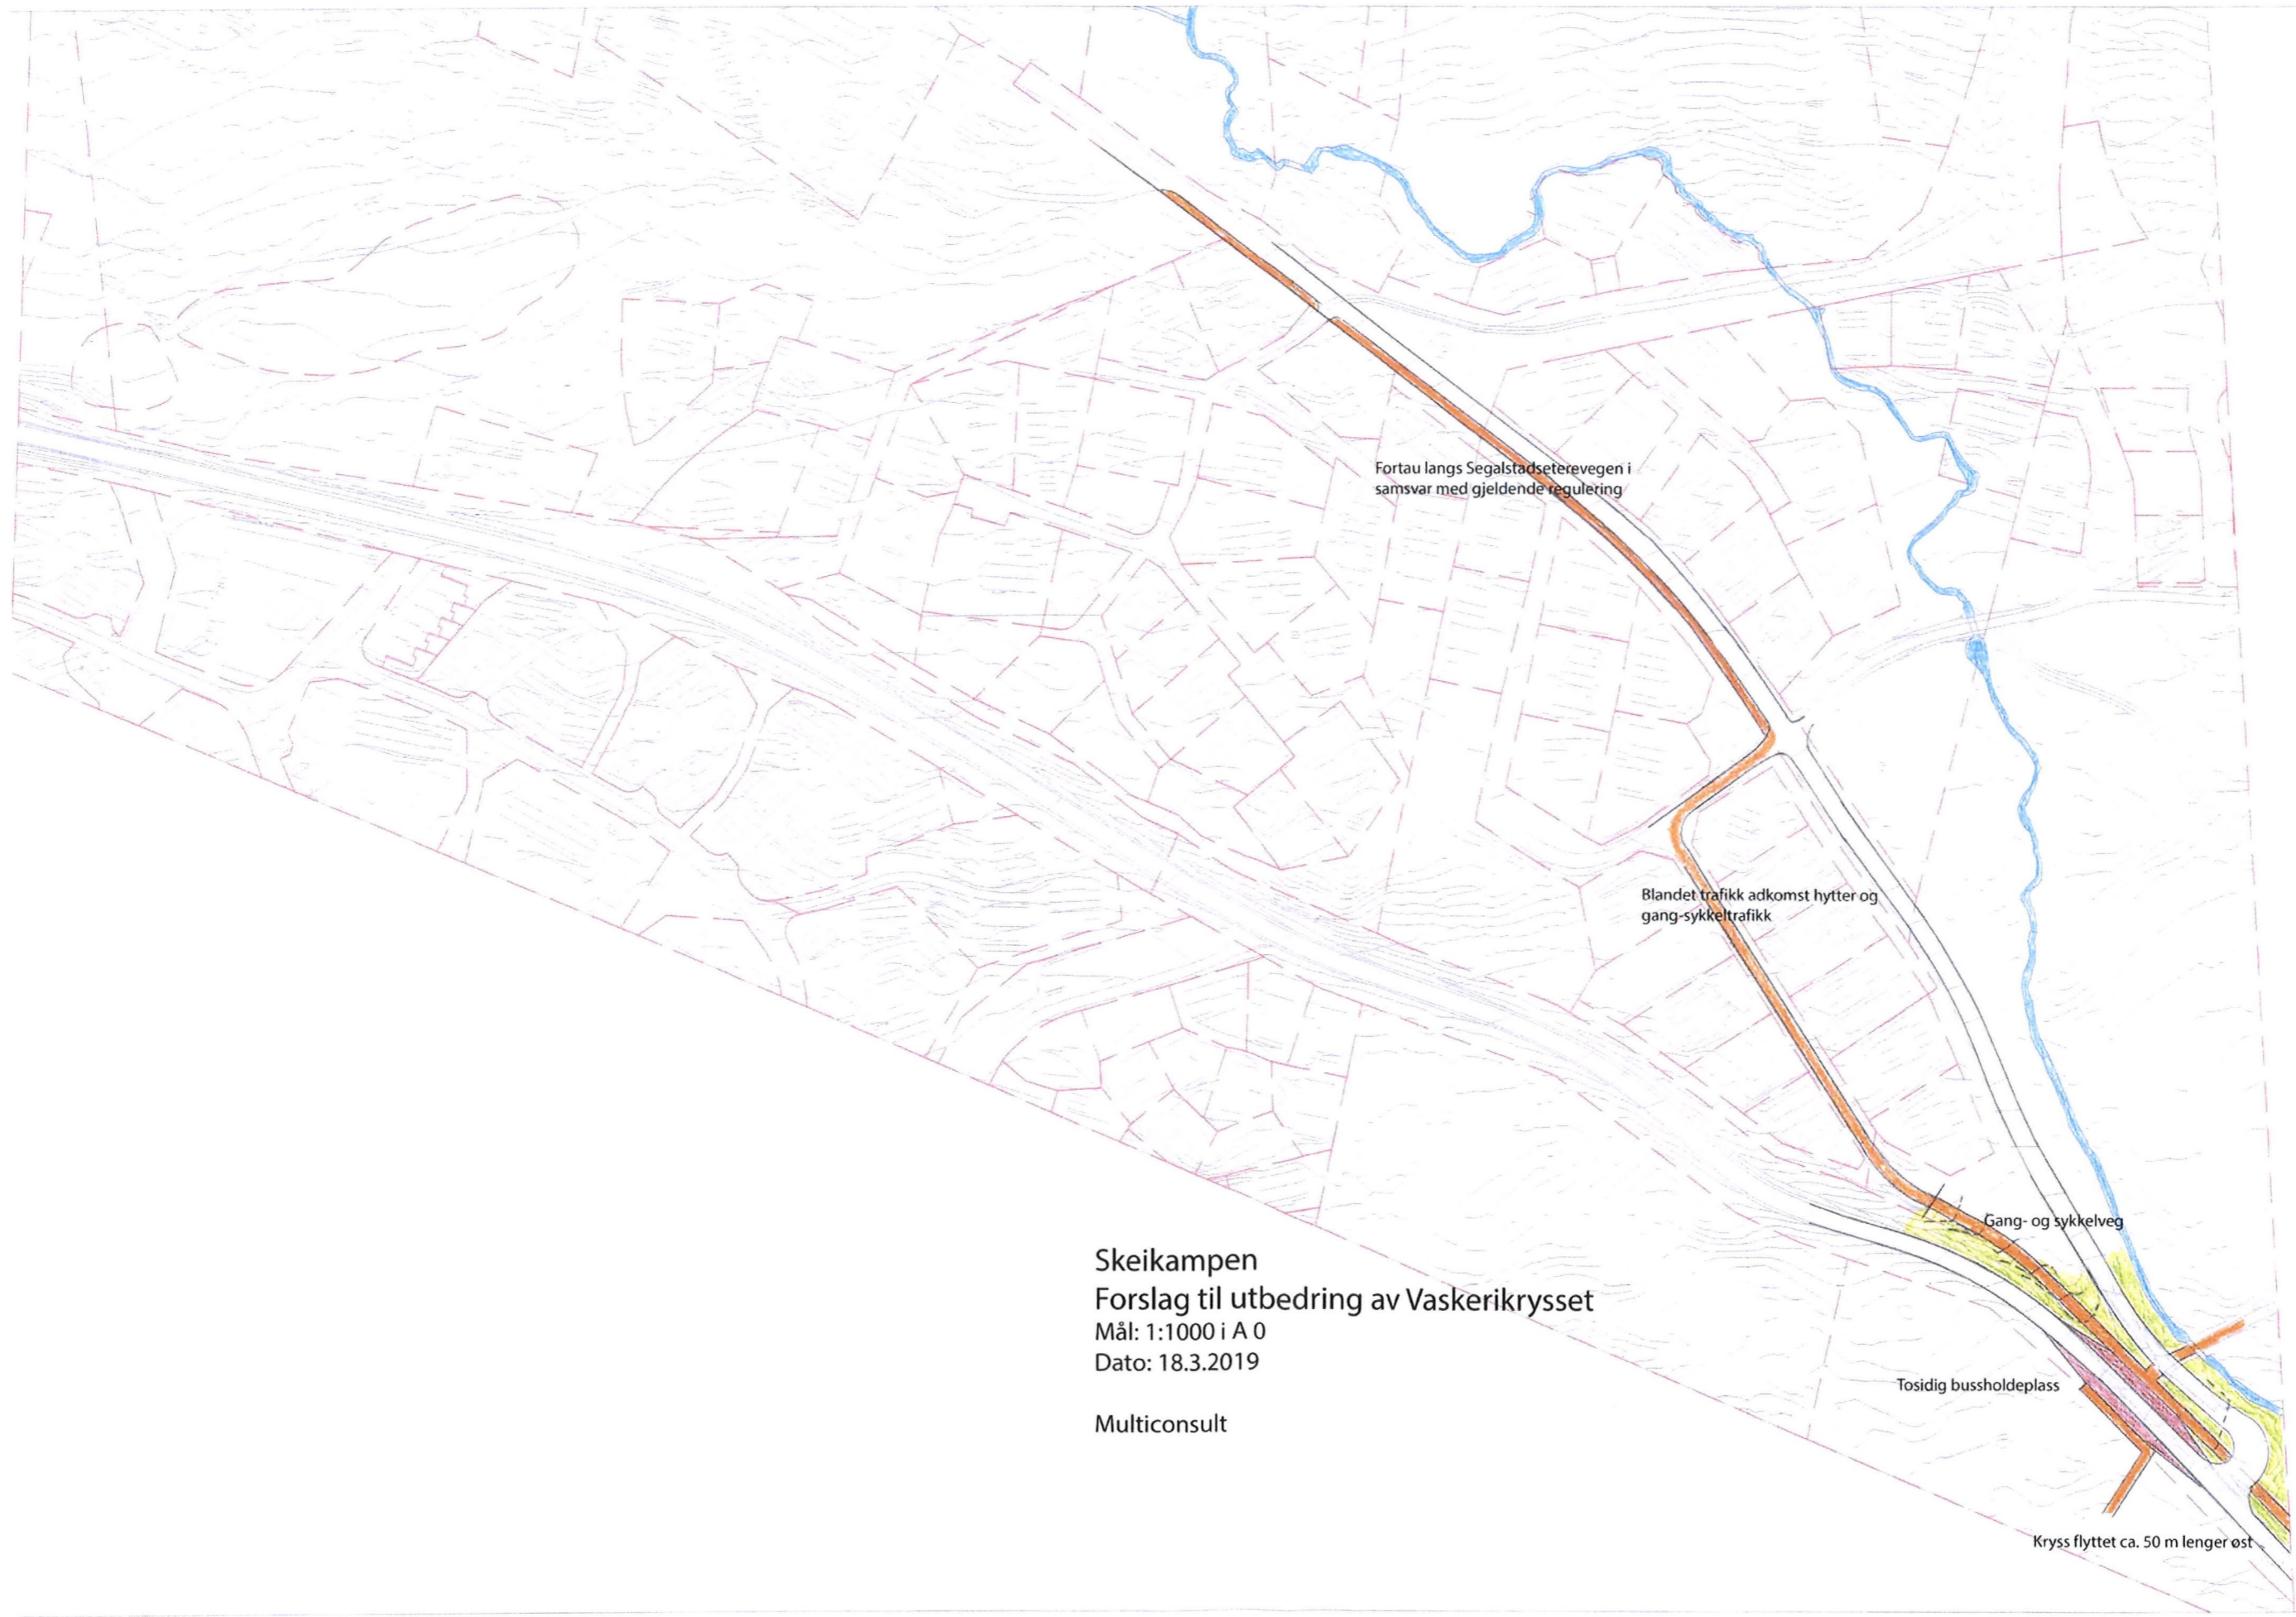 Fortau langs Segalstadseterevegen i
samsvar med gjeldende regulering
Blandet trafikk adkomst hytter og
gang-sykkeltrafikk
Gang- og sykkelveg
Skeikampen
Forslag til utbedring av Vaskerikrysset
Mål: 1:1000 i A 0
Dato: 18.3.2019
Multiconsult
Tosidig bussholdeplass
Kryss flyttet ca. 50 m lenger øst